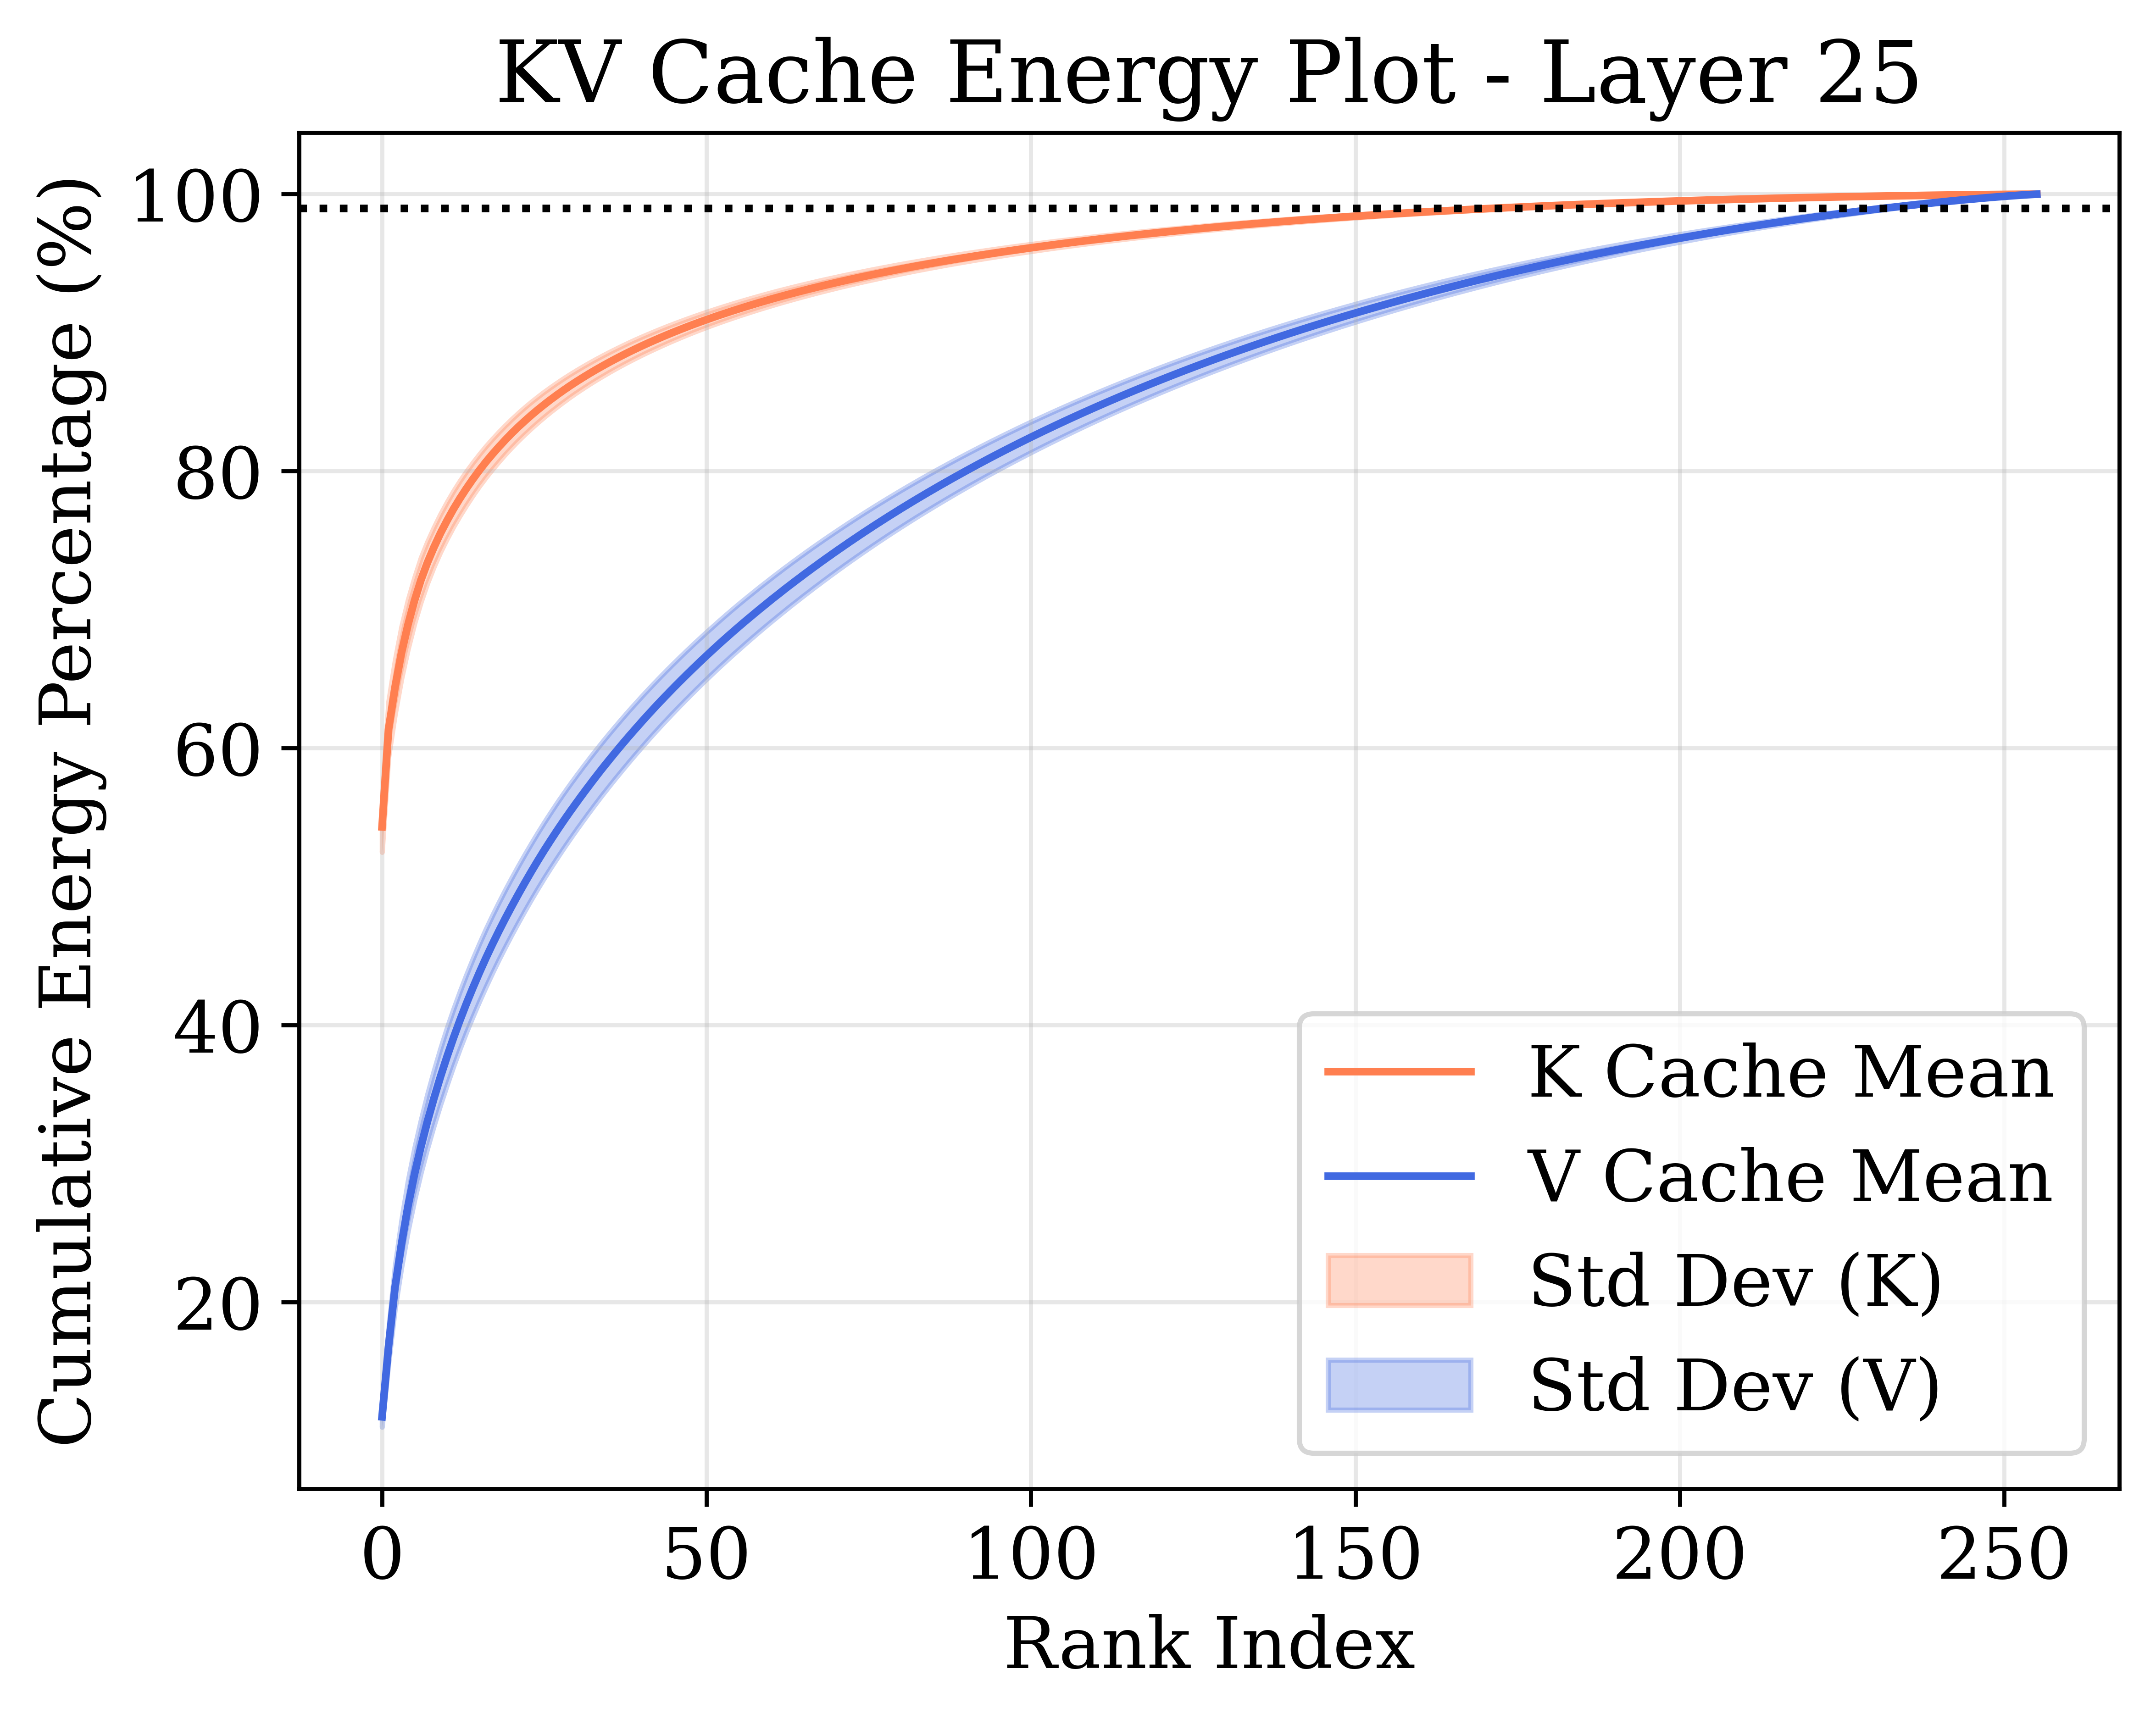 KV Cache Energy Plot - Layer 25
Cumulative Energy Percentage (%)
100
80
60
40
20
K Cache Mean
V Cache Mean
Std Dev (K)
Std Dev (V)
0 50 100 150 200 250
Rank Index